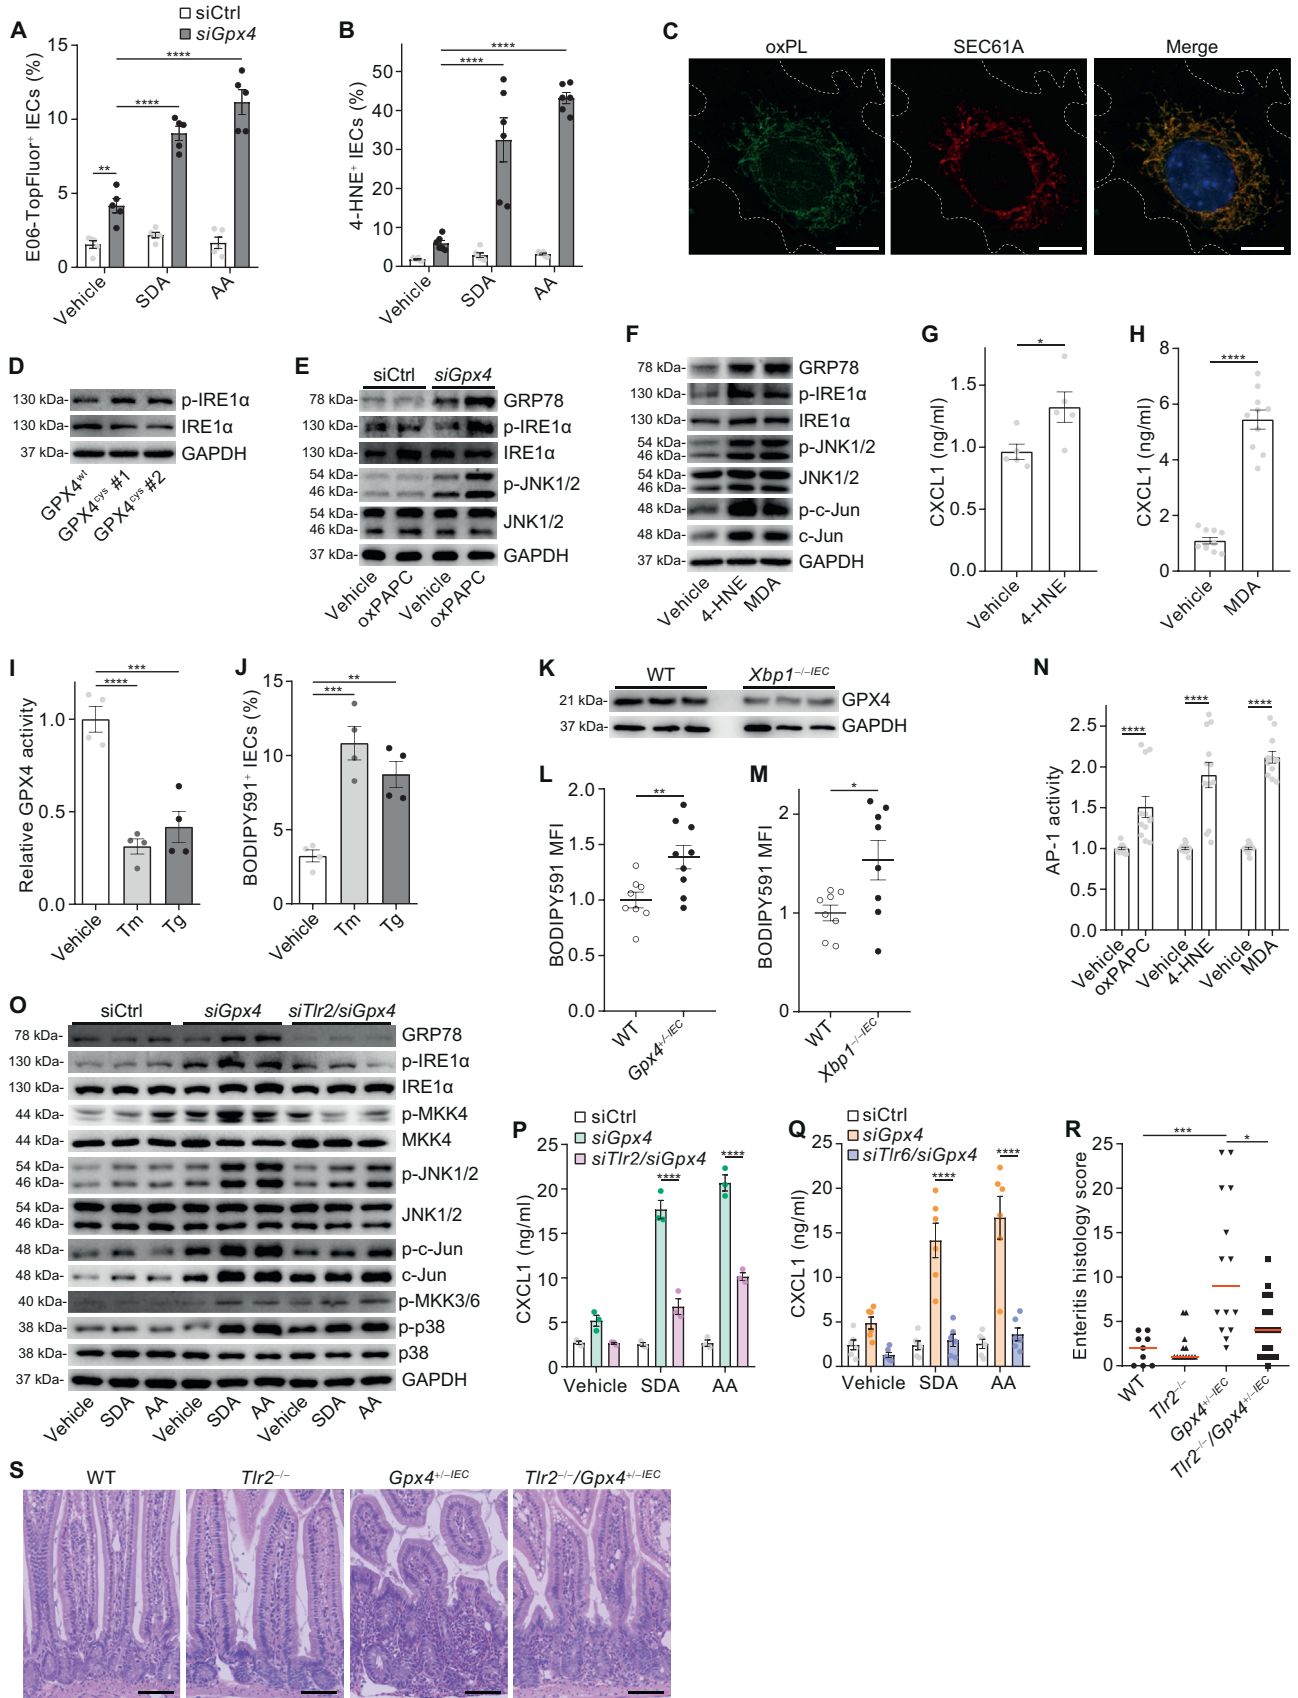 A
siCtrl
siGpx4
E06-TopFluor⁺ IECs (%)
15
10
5
0
**
****
****
Vehicle
SDA
AA
B
4-HNE⁺ IECs (%)
50
40
30
20
10
0
****
****
Vehicle
SDA
AA
C
oxPL
SEC61A
Merge
D
130 kDa-
p-IRE1α
130 kDa-
IRE1α
37 kDa-
GAPDH
GPX4ʷᵗ
GPX4ᶜʸˢ #1
GPX4ᶜʸˢ #2
E
siCtrl
siGpx4
78 kDa-
GRP78
130 kDa-
p-IRE1α
130 kDa-
IRE1α
54 kDa-
46 kDa-
p-JNK1/2
54 kDa-
46 kDa-
JNK1/2
37 kDa-
GAPDH
Vehicle
oxPAPC
Vehicle
oxPAPC
F
78 kDa-
GRP78
130 kDa-
p-IRE1α
130 kDa-
IRE1α
54 kDa-
46 kDa-
p-JNK1/2
54 kDa-
46 kDa-
JNK1/2
48 kDa-
p-c-Jun
48 kDa-
c-Jun
37 kDa-
GAPDH
Vehicle
4-HNE
MDA
G
CXCL1 (ng/ml)
1.5
1.0
0.5
0.0
*
Vehicle
4-HNE
H
CXCL1 (ng/ml)
8
6
4
2
0
****
Vehicle
MDA
I
Relative GPX4 activity
1.0
0.5
0.0
***
****
Vehicle
Tm
Tg
J
BODIPY591⁺ IECs (%)
15
10
5
0
**
***
Vehicle
Tm
Tg
K
WT
Xbp1⁻/⁻ᴵᴱᶜ
21 kDa-
GPX4
37 kDa-
GAPDH
L
BODIPY591 MFI
2.0
1.5
1.0
0.5
0.0
**
WT
Gpx4⁺/⁻ᴵᴱᶜ
M
BODIPY591 MFI
2
1
0
*
WT
Xbp1⁻/⁻ᴵᴱᶜ
N
AP-1 activity
2.5
2.0
1.5
1.0
0.5
0.0
****
****
****
Vehicle
oxPAPC
Vehicle
4-HNE
Vehicle
MDA
O
siCtrl
siGpx4
siTlr2/siGpx4
78 kDa-
GRP78
130 kDa-
p-IRE1α
130 kDa-
IRE1α
44 kDa-
p-MKK4
44 kDa-
MKK4
54 kDa-
46 kDa-
p-JNK1/2
54 kDa-
46 kDa-
JNK1/2
48 kDa-
p-c-Jun
48 kDa-
c-Jun
40 kDa-
p-MKK3/6
38 kDa-
p-p38
38 kDa-
p38
37 kDa-
GAPDH
Vehicle
SDA
AA
Vehicle
SDA
AA
Vehicle
SDA
AA
P
siCtrl
siGpx4
siTlr2/siGpx4
CXCL1 (ng/ml)
25
20
15
10
5
0
****
****
Vehicle
SDA
AA
Q
siCtrl
siGpx4
siTlr6/siGpx4
CXCL1 (ng/ml)
25
20
15
10
5
0
****
****
Vehicle
SDA
AA
R
Enteritis histology score
25
20
15
10
5
0
***
*
WT
Tlr2⁻/⁻
Gpx4⁺/⁻ᴵᴱᶜ
Tlr2⁻/⁻/Gpx4⁺/⁻ᴵᴱᶜ
S
WT
Tlr2⁻/⁻
Gpx4⁺/⁻ᴵᴱᶜ
Tlr2⁻/⁻/Gpx4⁺/⁻ᴵᴱᶜ